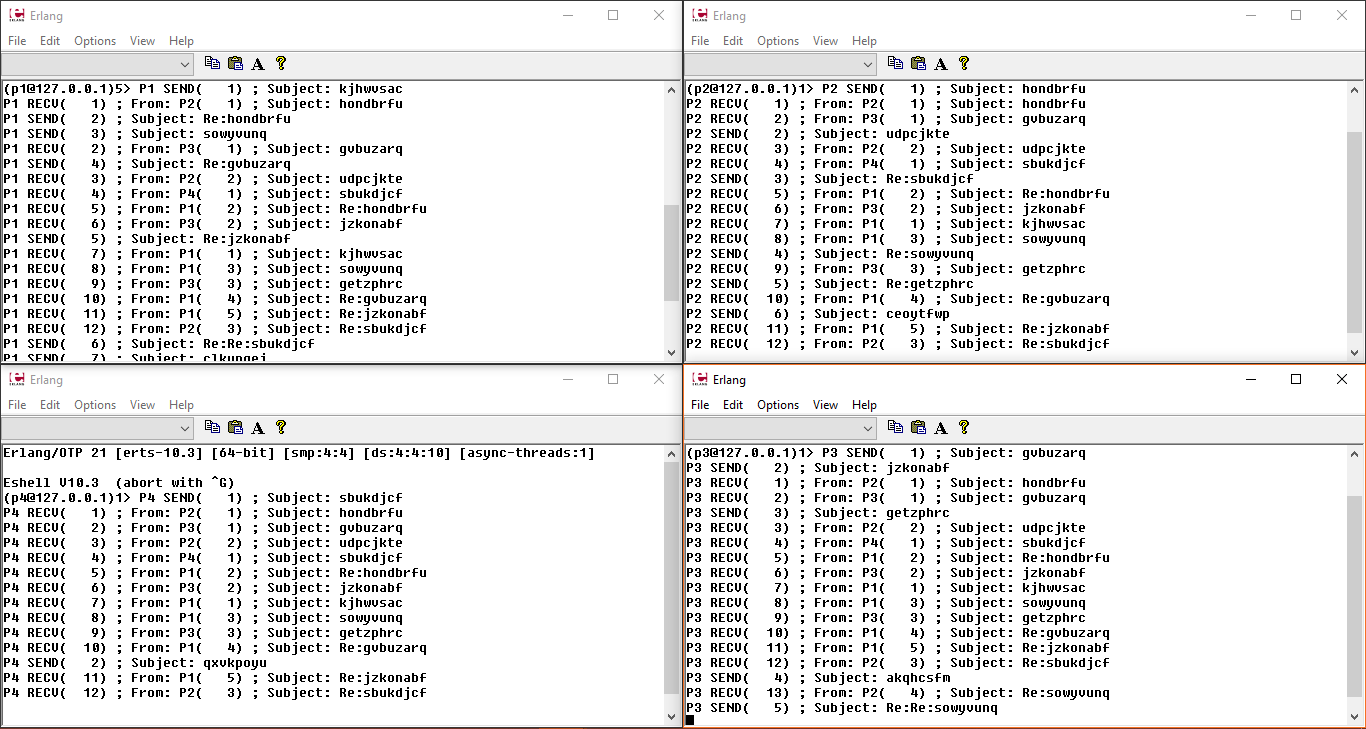 Erlang
File Edit Options View Help
(p1@127.0.0.1)5> P1 SEND(   1) ; Subject: kjhwvsac
P1 RECV(   1) ; From: P2(   1) ; Subject: hondbrfu
P1 SEND(   2) ; Subject: Re:hondbrfu
P1 SEND(   3) ; Subject: sowyvunq
P1 RECV(   2) ; From: P3(   1) ; Subject: gvbuzarq
P1 SEND(   4) ; Subject: Re:gvbuzarq
P1 RECV(   3) ; From: P2(   2) ; Subject: udpcjkte
P1 RECV(   4) ; From: P4(   1) ; Subject: sbukdjcf
P1 RECV(   5) ; From: P1(   2) ; Subject: Re:hondbrfu
P1 RECV(   6) ; From: P3(   2) ; Subject: jzkonabf
P1 SEND(   5) ; Subject: Re:jzkonabf
P1 RECV(   7) ; From: P1(   1) ; Subject: kjhwvsac
P1 RECV(   8) ; From: P1(   3) ; Subject: sowyvunq
P1 RECV(   9) ; From: P3(   3) ; Subject: getzphrc
P1 RECV(  10) ; From: P1(   4) ; Subject: Re:gvbuzarq
P1 RECV(  11) ; From: P1(   5) ; Subject: Re:jzkonabf
P1 RECV(  12) ; From: P2(   3) ; Subject: Re:sbukdjcf
P1 SEND(   6) ; Subject: Re:Re:sbukdjcf
P1 SEND(   7) ; Subject:
Erlang
File Edit Options View Help
(p2@127.0.0.1)1> P2 SEND(   1) ; Subject: hondbrfu
P2 RECV(   1) ; From: P2(   1) ; Subject: hondbrfu
P2 RECV(   2) ; From: P3(   1) ; Subject: gvbuzarq
P2 SEND(   2) ; Subject: udpcjkte
P2 RECV(   3) ; From: P2(   2) ; Subject: udpcjkte
P2 RECV(   4) ; From: P4(   1) ; Subject: sbukdjcf
P2 SEND(   3) ; Subject: Re:sbukdjcf
P2 RECV(   5) ; From: P1(   2) ; Subject: Re:hondbrfu
P2 RECV(   6) ; From: P3(   2) ; Subject: jzkonabf
P2 RECV(   7) ; From: P1(   1) ; Subject: kjhwvsac
P2 RECV(   8) ; From: P1(   3) ; Subject: sowyvunq
P2 SEND(   4) ; Subject: Re:sowyvunq
P2 RECV(   9) ; From: P3(   3) ; Subject: getzphrc
P2 SEND(   5) ; Subject: Re:getzphrc
P2 RECV(  10) ; From: P1(   4) ; Subject: Re:gvbuzarq
P2 SEND(   6) ; Subject: ceoytfwp
P2 RECV(  11) ; From: P1(   5) ; Subject: Re:jzkonabf
P2 RECV(  12) ; From: P2(   3) ; Subject: Re:sbukdjcf
Erlang
File Edit Options View Help
Erlang/OTP 21 [erts-10.3] [64-bit] [smp:4:4] [ds:4:4:10] [async-threads:1]
Eshell V10.3  (abort with ^G)
(p4@127.0.0.1)1> P4 SEND(   1) ; Subject: sbukdjcf
P4 RECV(   1) ; From: P2(   1) ; Subject: hondbrfu
P4 RECV(   2) ; From: P3(   1) ; Subject: gvbuzarq
P4 RECV(   3) ; From: P2(   2) ; Subject: udpcjkte
P4 RECV(   4) ; From: P4(   1) ; Subject: sbukdjcf
P4 RECV(   5) ; From: P1(   2) ; Subject: Re:hondbrfu
P4 RECV(   6) ; From: P3(   2) ; Subject: jzkonabf
P4 RECV(   7) ; From: P1(   1) ; Subject: kjhwvsac
P4 RECV(   8) ; From: P1(   3) ; Subject: sowyvunq
P4 RECV(   9) ; From: P3(   3) ; Subject: getzphrc
P4 RECV(  10) ; From: P1(   4) ; Subject: Re:gvbuzarq
P4 SEND(   2) ; Subject: qxvkpoyu
P4 RECV(  11) ; From: P1(   5) ; Subject: Re:jzkonabf
P4 RECV(  12) ; From: P2(   3) ; Subject: Re:sbukdjcf
Erlang
File Edit Options View Help
(p3@127.0.0.1)1> P3 SEND(   1) ; Subject: gvbuzarq
P3 SEND(   2) ; Subject: jzkonabf
P3 RECV(   1) ; From: P2(   1) ; Subject: hondbrfu
P3 RECV(   2) ; From: P3(   1) ; Subject: gvbuzarq
P3 SEND(   3) ; Subject: getzphrc
P3 RECV(   3) ; From: P2(   2) ; Subject: udpcjkte
P3 RECV(   4) ; From: P4(   1) ; Subject: sbukdjcf
P3 RECV(   5) ; From: P1(   2) ; Subject: Re:hondbrfu
P3 RECV(   6) ; From: P3(   2) ; Subject: jzkonabf
P3 RECV(   7) ; From: P1(   1) ; Subject: kjhwvsac
P3 RECV(   8) ; From: P1(   3) ; Subject: sowyvunq
P3 RECV(   9) ; From: P3(   3) ; Subject: getzphrc
P3 RECV(  10) ; From: P1(   4) ; Subject: Re:gvbuzarq
P3 RECV(  11) ; From: P1(   5) ; Subject: Re:jzkonabf
P3 RECV(  12) ; From: P2(   3) ; Subject: Re:sbukdjcf
P3 SEND(   4) ; Subject: akqhcsfm
P3 RECV(  13) ; From: P2(   4) ; Subject: Re:sowyvunq
P3 SEND(   5) ; Subject: Re:Re:sowyvunq